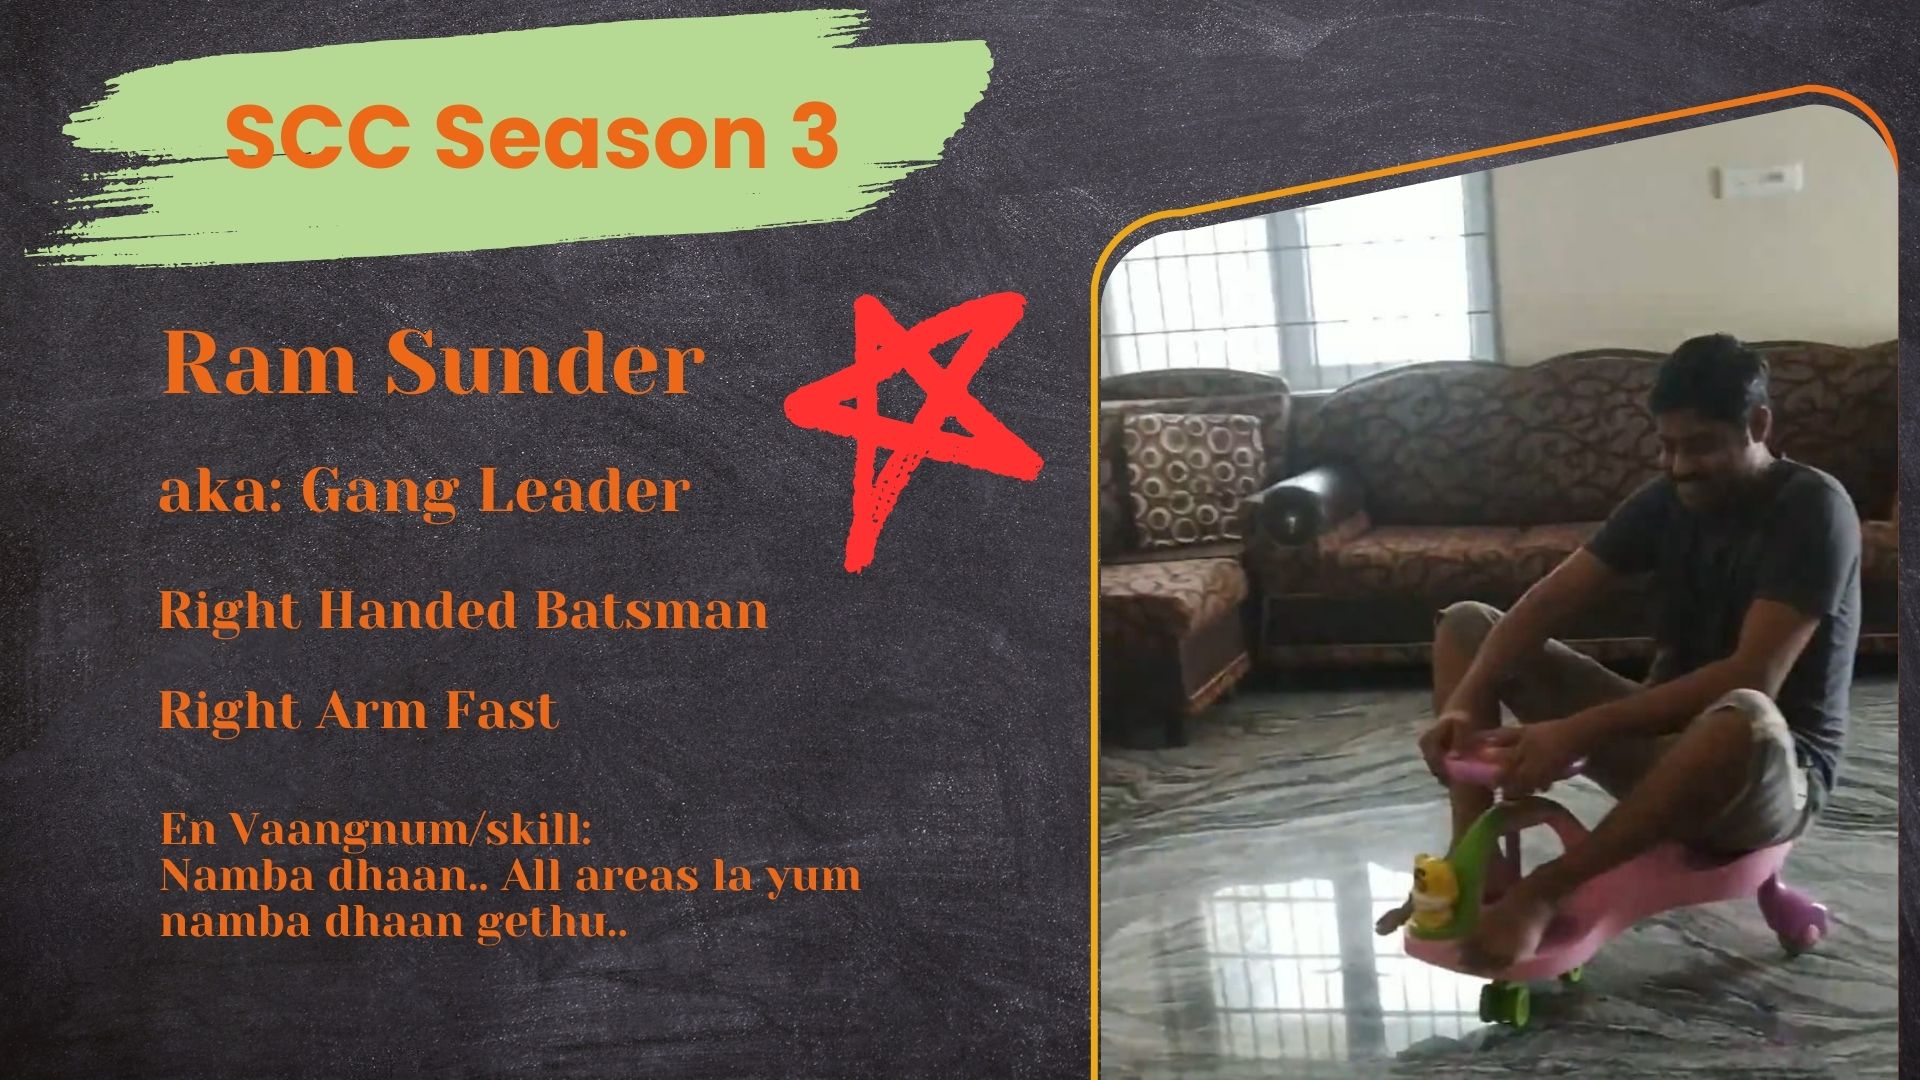 SCC Season 3
Ram Sunder
aka: Gang Leader
Right Handed Batsman
Right Arm Fast
En Vaangnum/skill:
Namba dhaan.. All areas la yum
namba dhaan gethu..